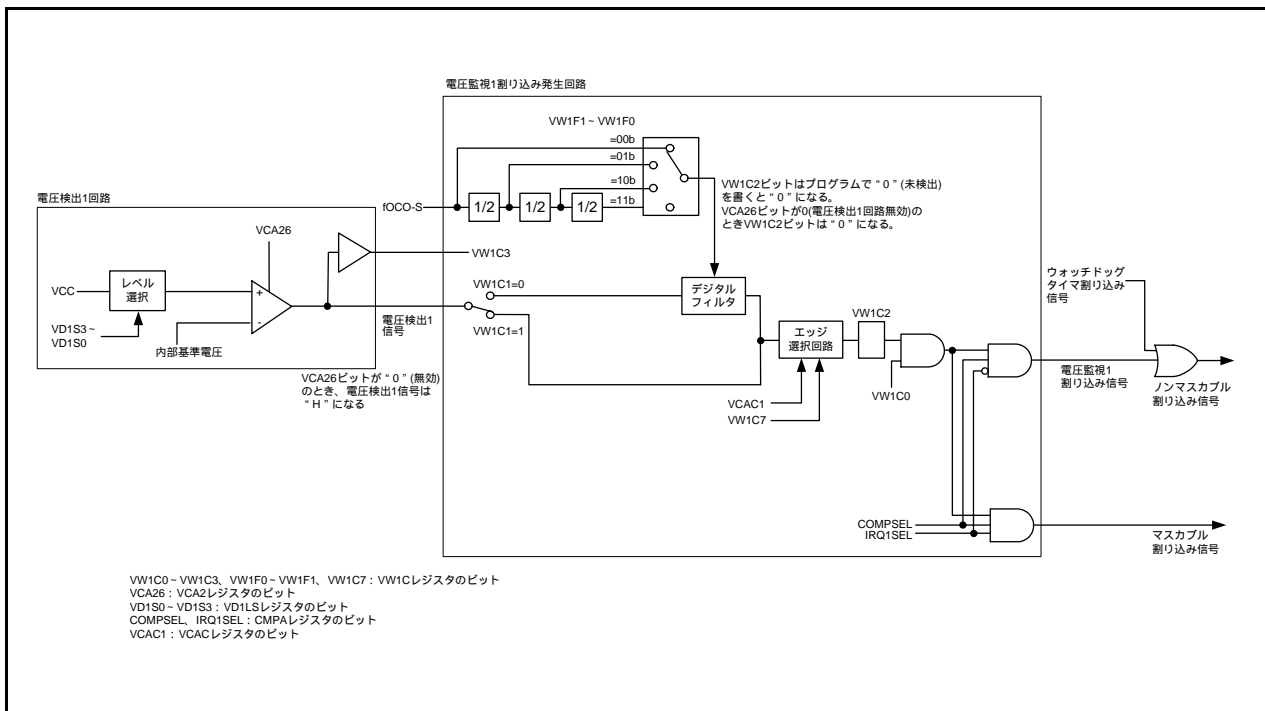 電圧監視1割り込み発生回路
VW1F1~VW1F0
=00b
=01b
=10b
=11b
fOCO-S
1/2
1/2
1/2
VW1C2ビットはプログラムで“0”(未検出)
を書くと“0”になる。
VCA26ビットが0(電圧検出1回路無効)の
ときVW1C2ビットは“0”になる。
電圧検出1回路
VCA26
VCC
レベル
選択
+
-
VD1S3~
VD1S0
内部基準電圧
VW1C3
電圧検出1
信号
VW1C1=0
VW1C1=1
デジタル
フィルタ
VCA26ビットが“0”(無効)
のとき、電圧検出1信号は
“H”になる
エッジ
選択回路
VCAC1
VW1C7
VW1C2
VW1C0
ウォッチドッグ
タイマ割り込み
信号
電圧監視1
割り込み信号
ノンマスカブル
割り込み信号
COMPSEL
IRQ1SEL
マスカブル
割り込み信号
VW1C0~VW1C3、VW1F0~VW1F1、VW1C7:VW1Cレジスタのビット
VCA26:VCA2レジスタのビット
VD1S0~VD1S3:VD1LSレジスタのビット
COMPSEL、IRQ1SEL:CMPAレジスタのビット
VCAC1:VCACレジスタのビット